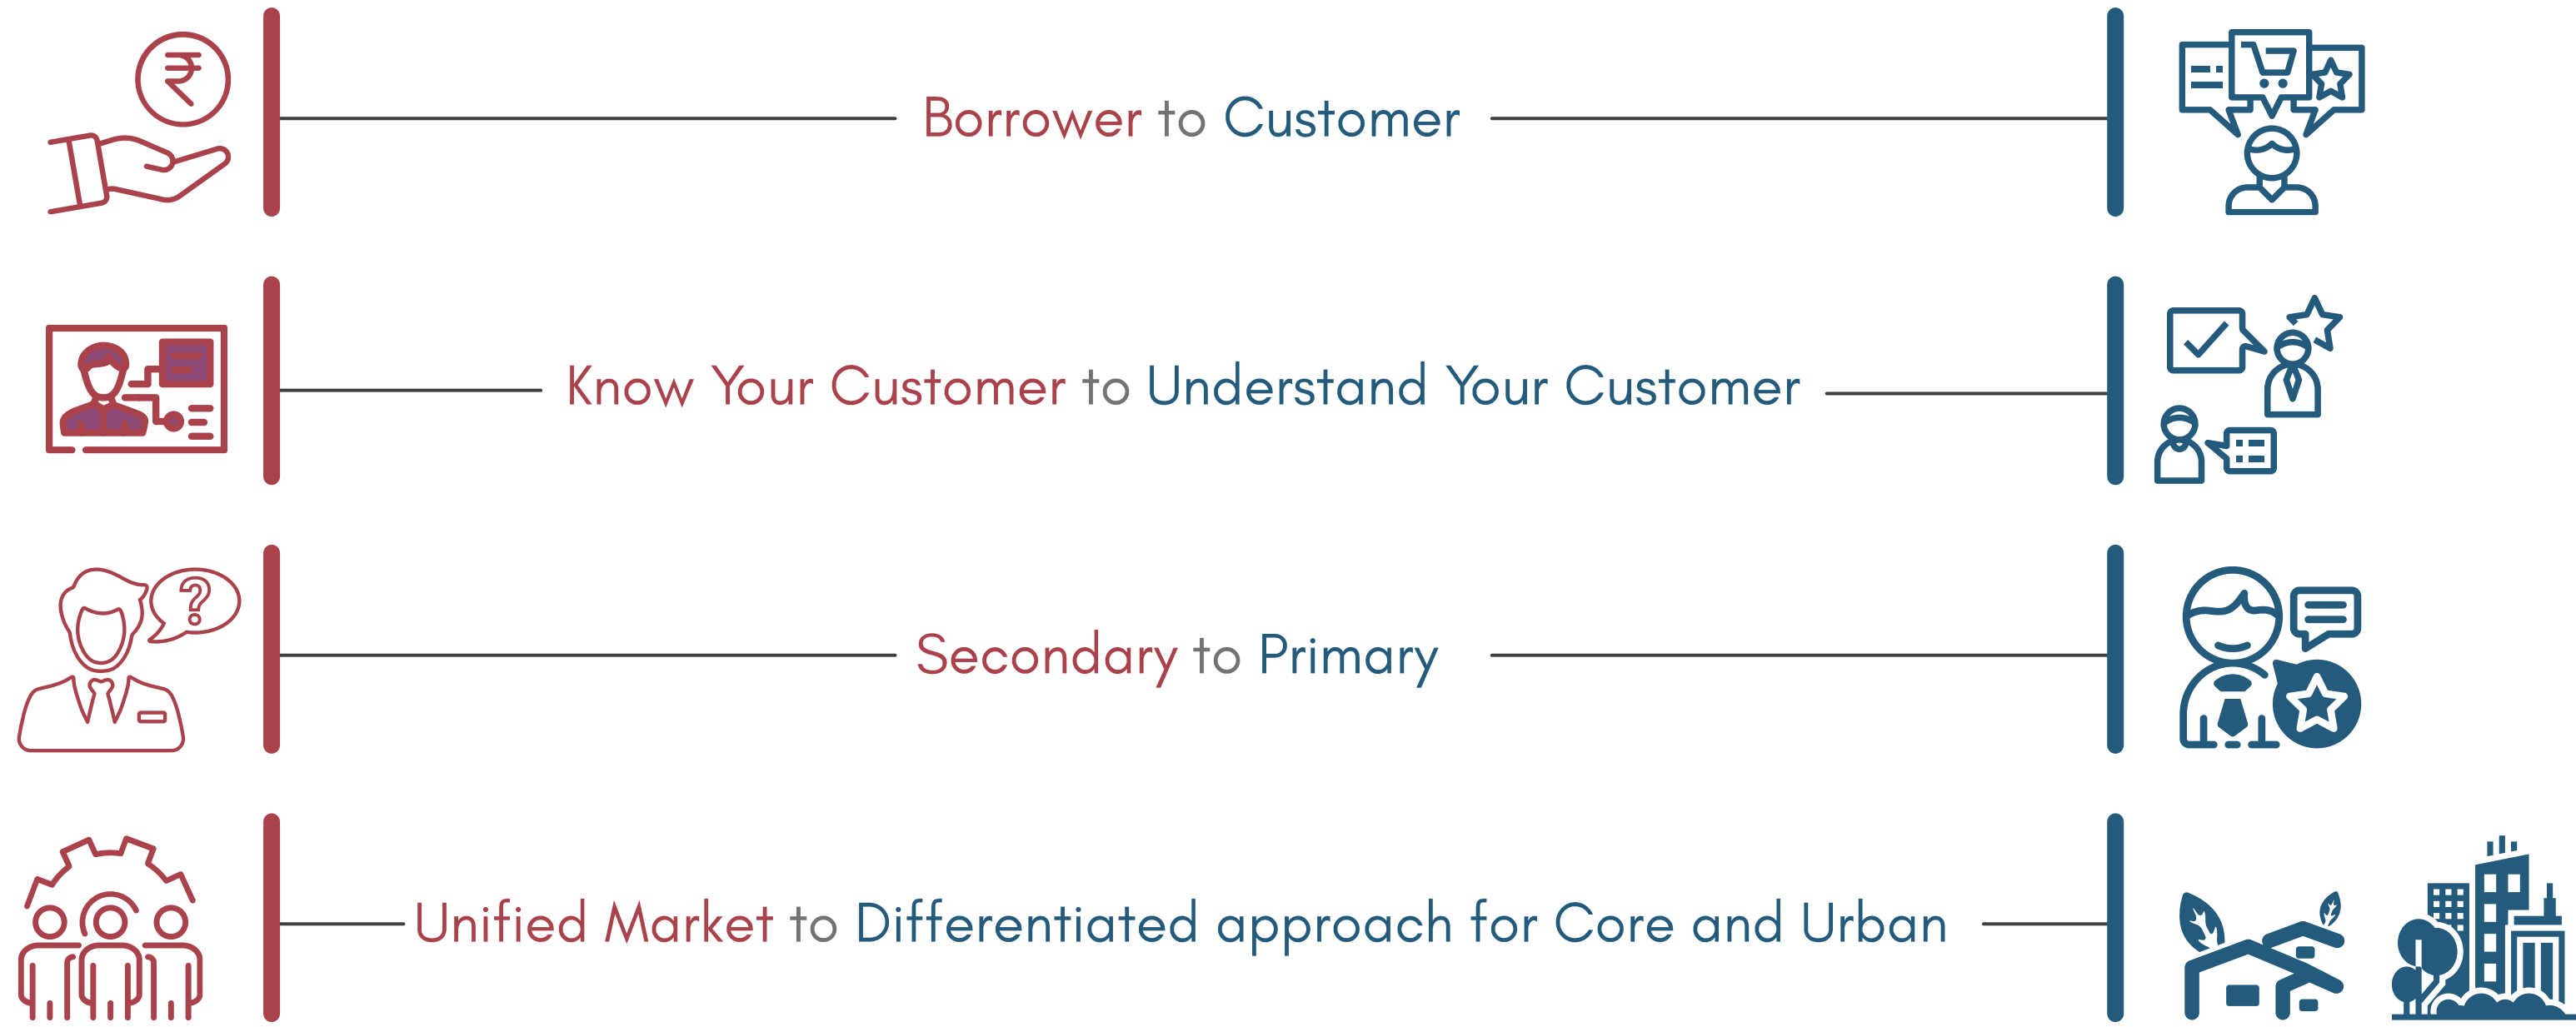 ₹
Borrower to Customer
Know Your Customer to Understand Your Customer
?
Secondary to Primary
Unified Market to Differentiated approach for Core and Urban